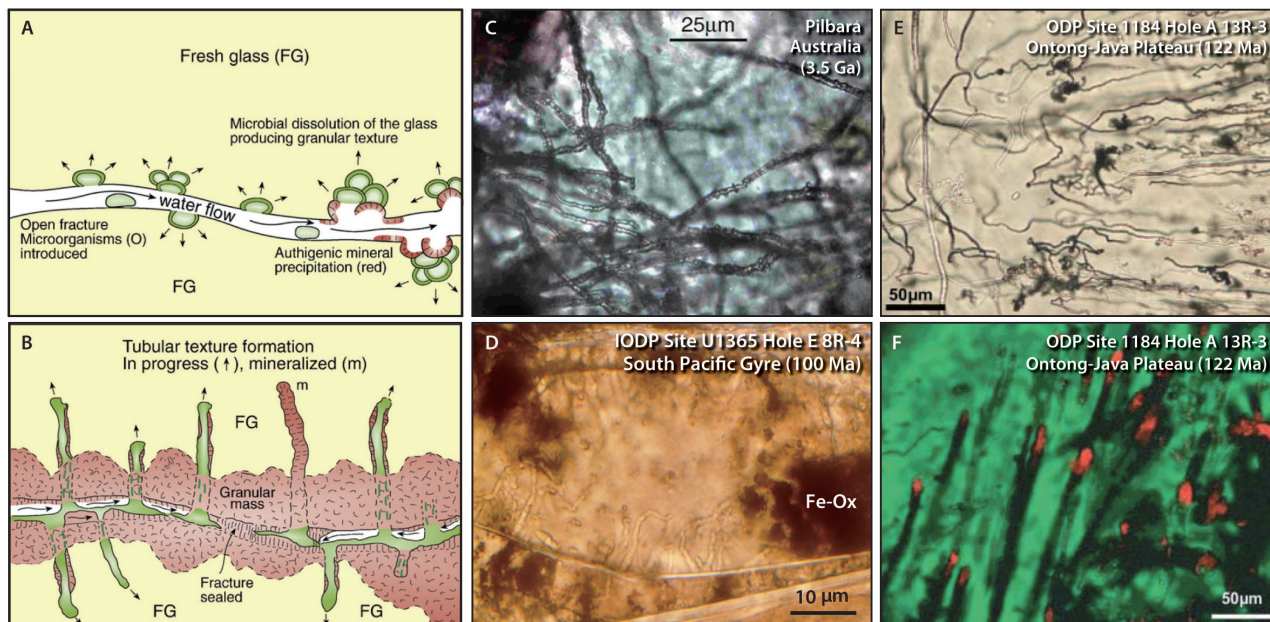 A
Fresh glass (FG)
Microbial dissolution of the glass
producing granular texture
water flow
Open fracture
Microorganisms (O)
introduced
Authigenic mineral
precipitation (red)
FG
B
Tubular texture formation
In progress (↑), mineralized (m)
m
FG
Granular
mass
Fracture
sealed
FG
FG
C
25μm
Pilbara
Australia
(3.5 Ga)
D
IODP Site U1365 Hole E 8R-4
South Pacific Gyre (100 Ma)
Fe-Ox
10 μm
E
ODP Site 1184 Hole A 13R-3
Ontong-Java Plateau (122 Ma)
50μm
F
ODP Site 1184 Hole A 13R-3
Ontong-Java Plateau (122 Ma)
50μm